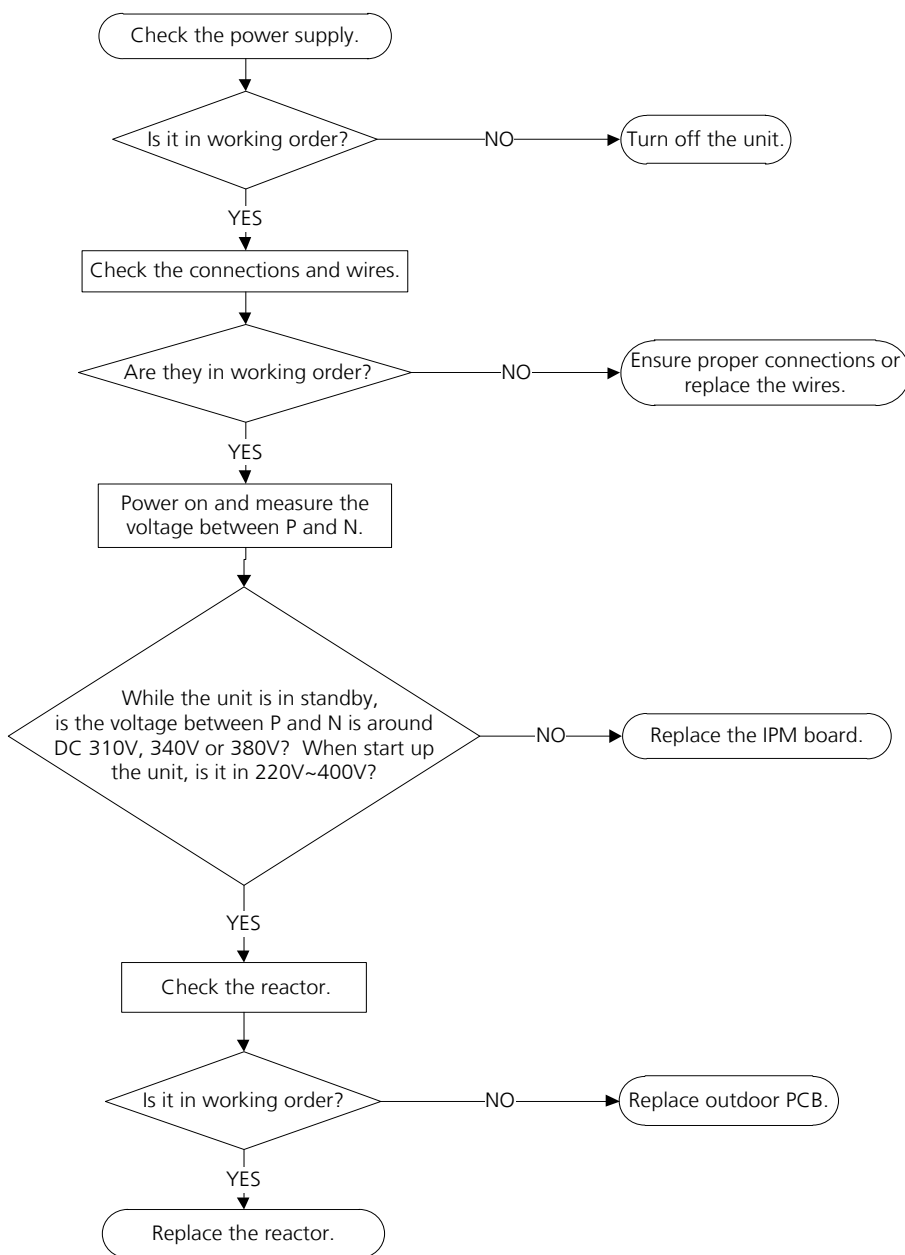 Check the power supply.
Is it in working order?
NO
Turn off the unit.
YES
Check the connections and wires.
Are they in working order?
NO
Ensure proper connections or
replace the wires.
YES
Power on and measure the
voltage between P and N.
While the unit is in standby,
is the voltage between P and N is around
DC 310V, 340V or 380V?  When start up
the unit, is it in 220V~400V?
NO
Replace the IPM board.
YES
Check the reactor.
Is it in working order?
NO
Replace outdoor PCB.
YES
Replace the reactor.